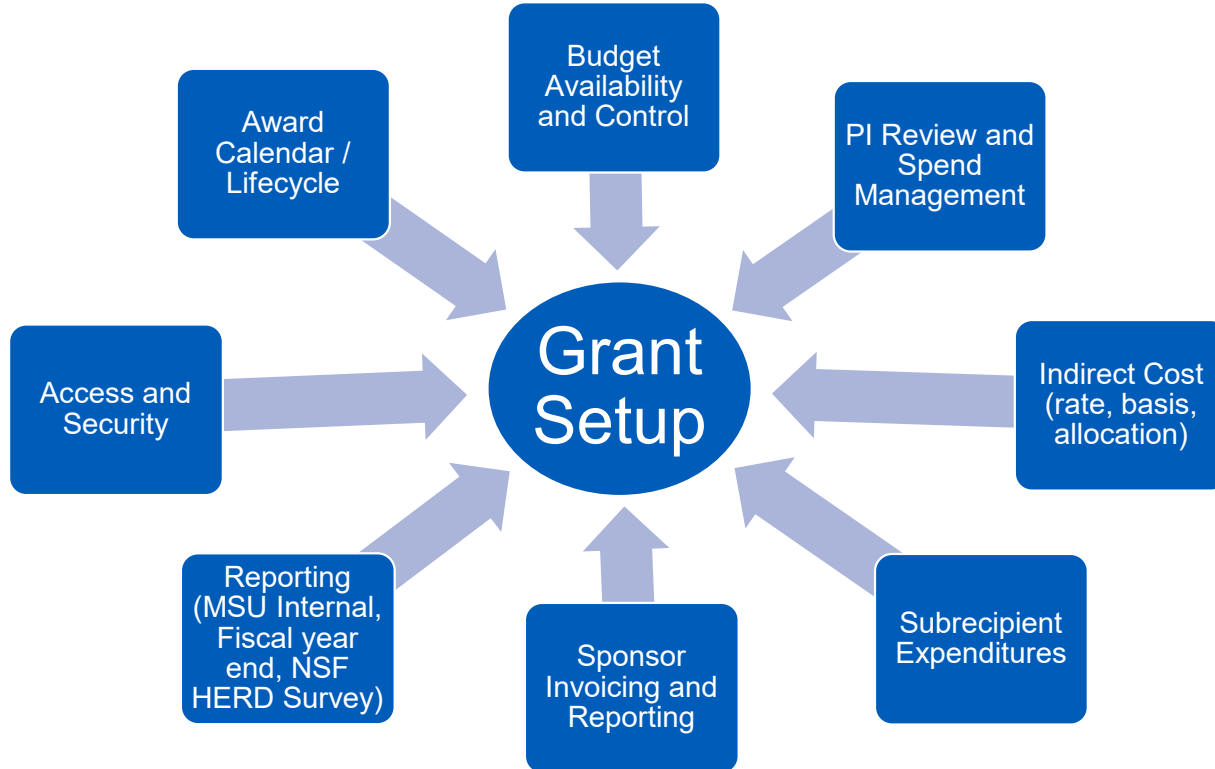 Budget
Availability
and Control
Award
Calendar /
Lifecycle
PI Review and
Spend
Management
Grant
Setup
Access and
Security
Indirect Cost
(rate, basis,
allocation)
Reporting
(MSU Internal,
Fiscal year
end, NSF
HERD Survey)
Sponsor
Invoicing and
Reporting
Subrecipient
Expenditures